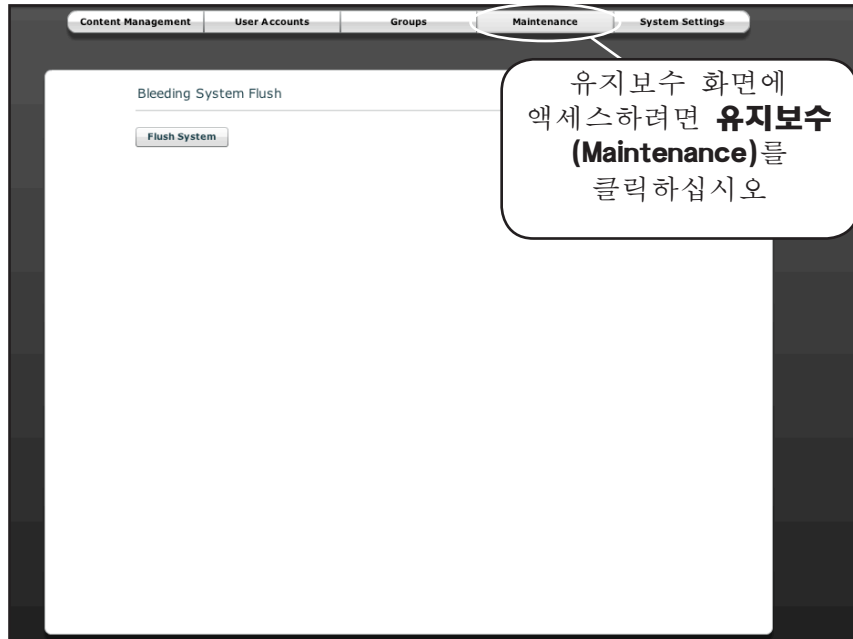 Content Management User Accounts Groups Maintenance System Settings
Bleeding System Flush
Flush System
유지보수 화면에
액세스하려면 유지보수
(Maintenance)를
클릭하십시오